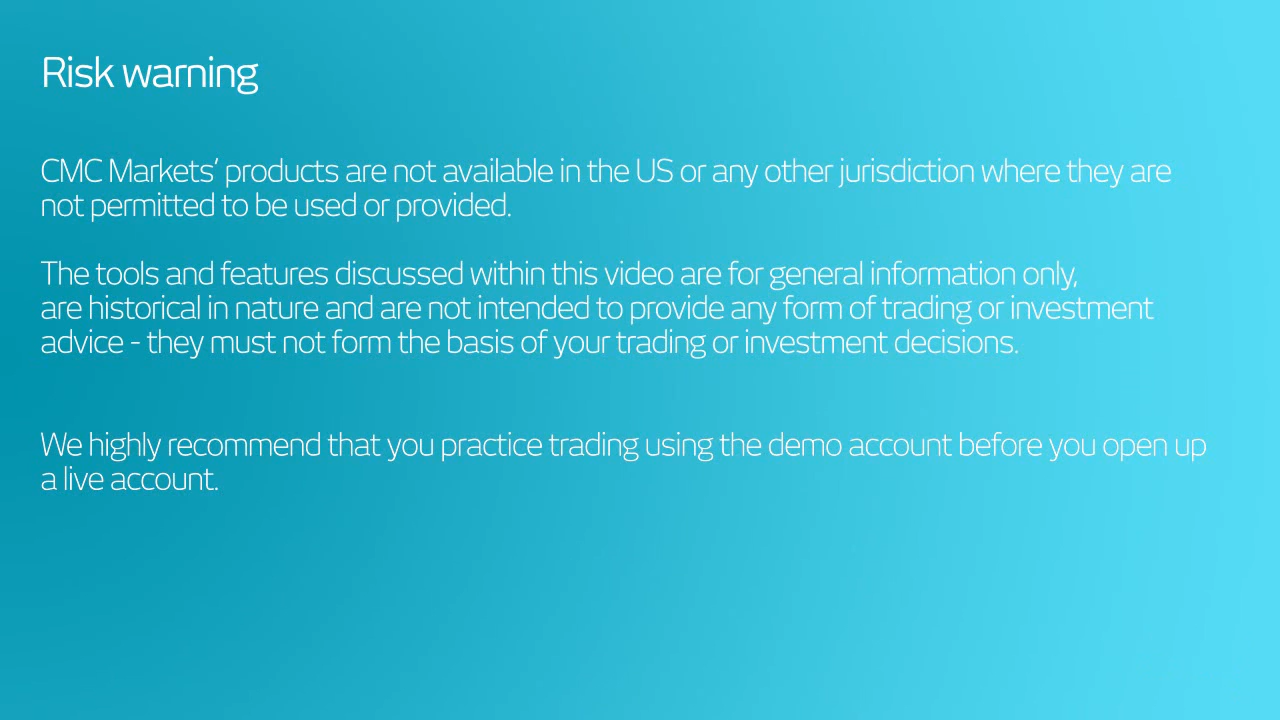 Risk warning
CMC Markets’ products are not available in the US or any other jurisdiction where they are
not permitted to be used or provided.
The tools and features discussed within this video are for general information only,
are historical in nature and are not intended to provide any form of trading or investment
advice - they must not form the basis of your trading or investment decisions.
We highly recommend that you practice trading using the demo account before you open up
a live account.